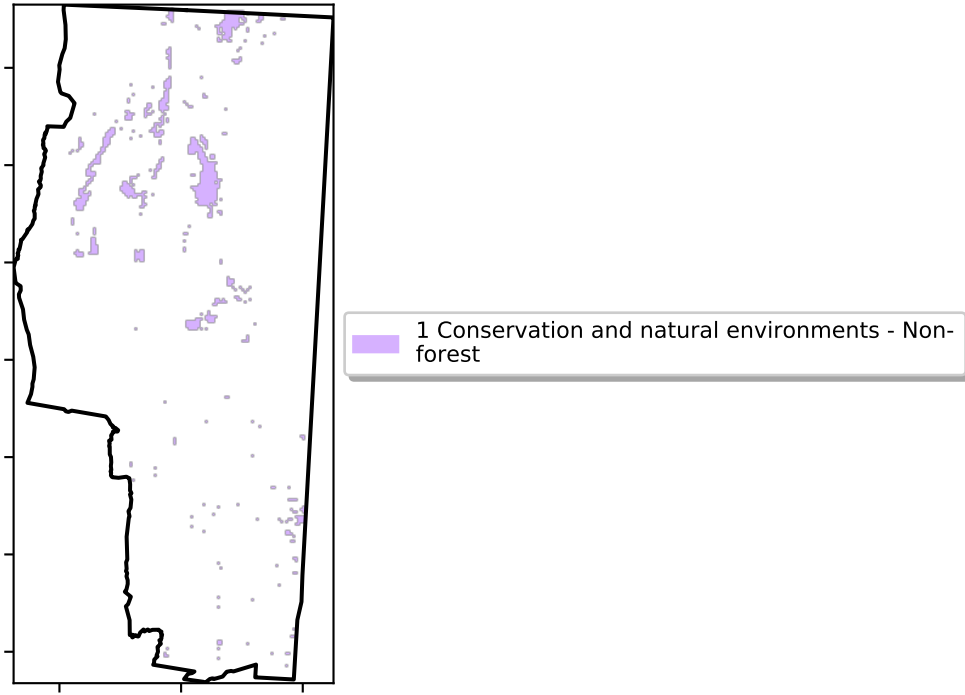 1 Conservation and natural environments - Non-
forest